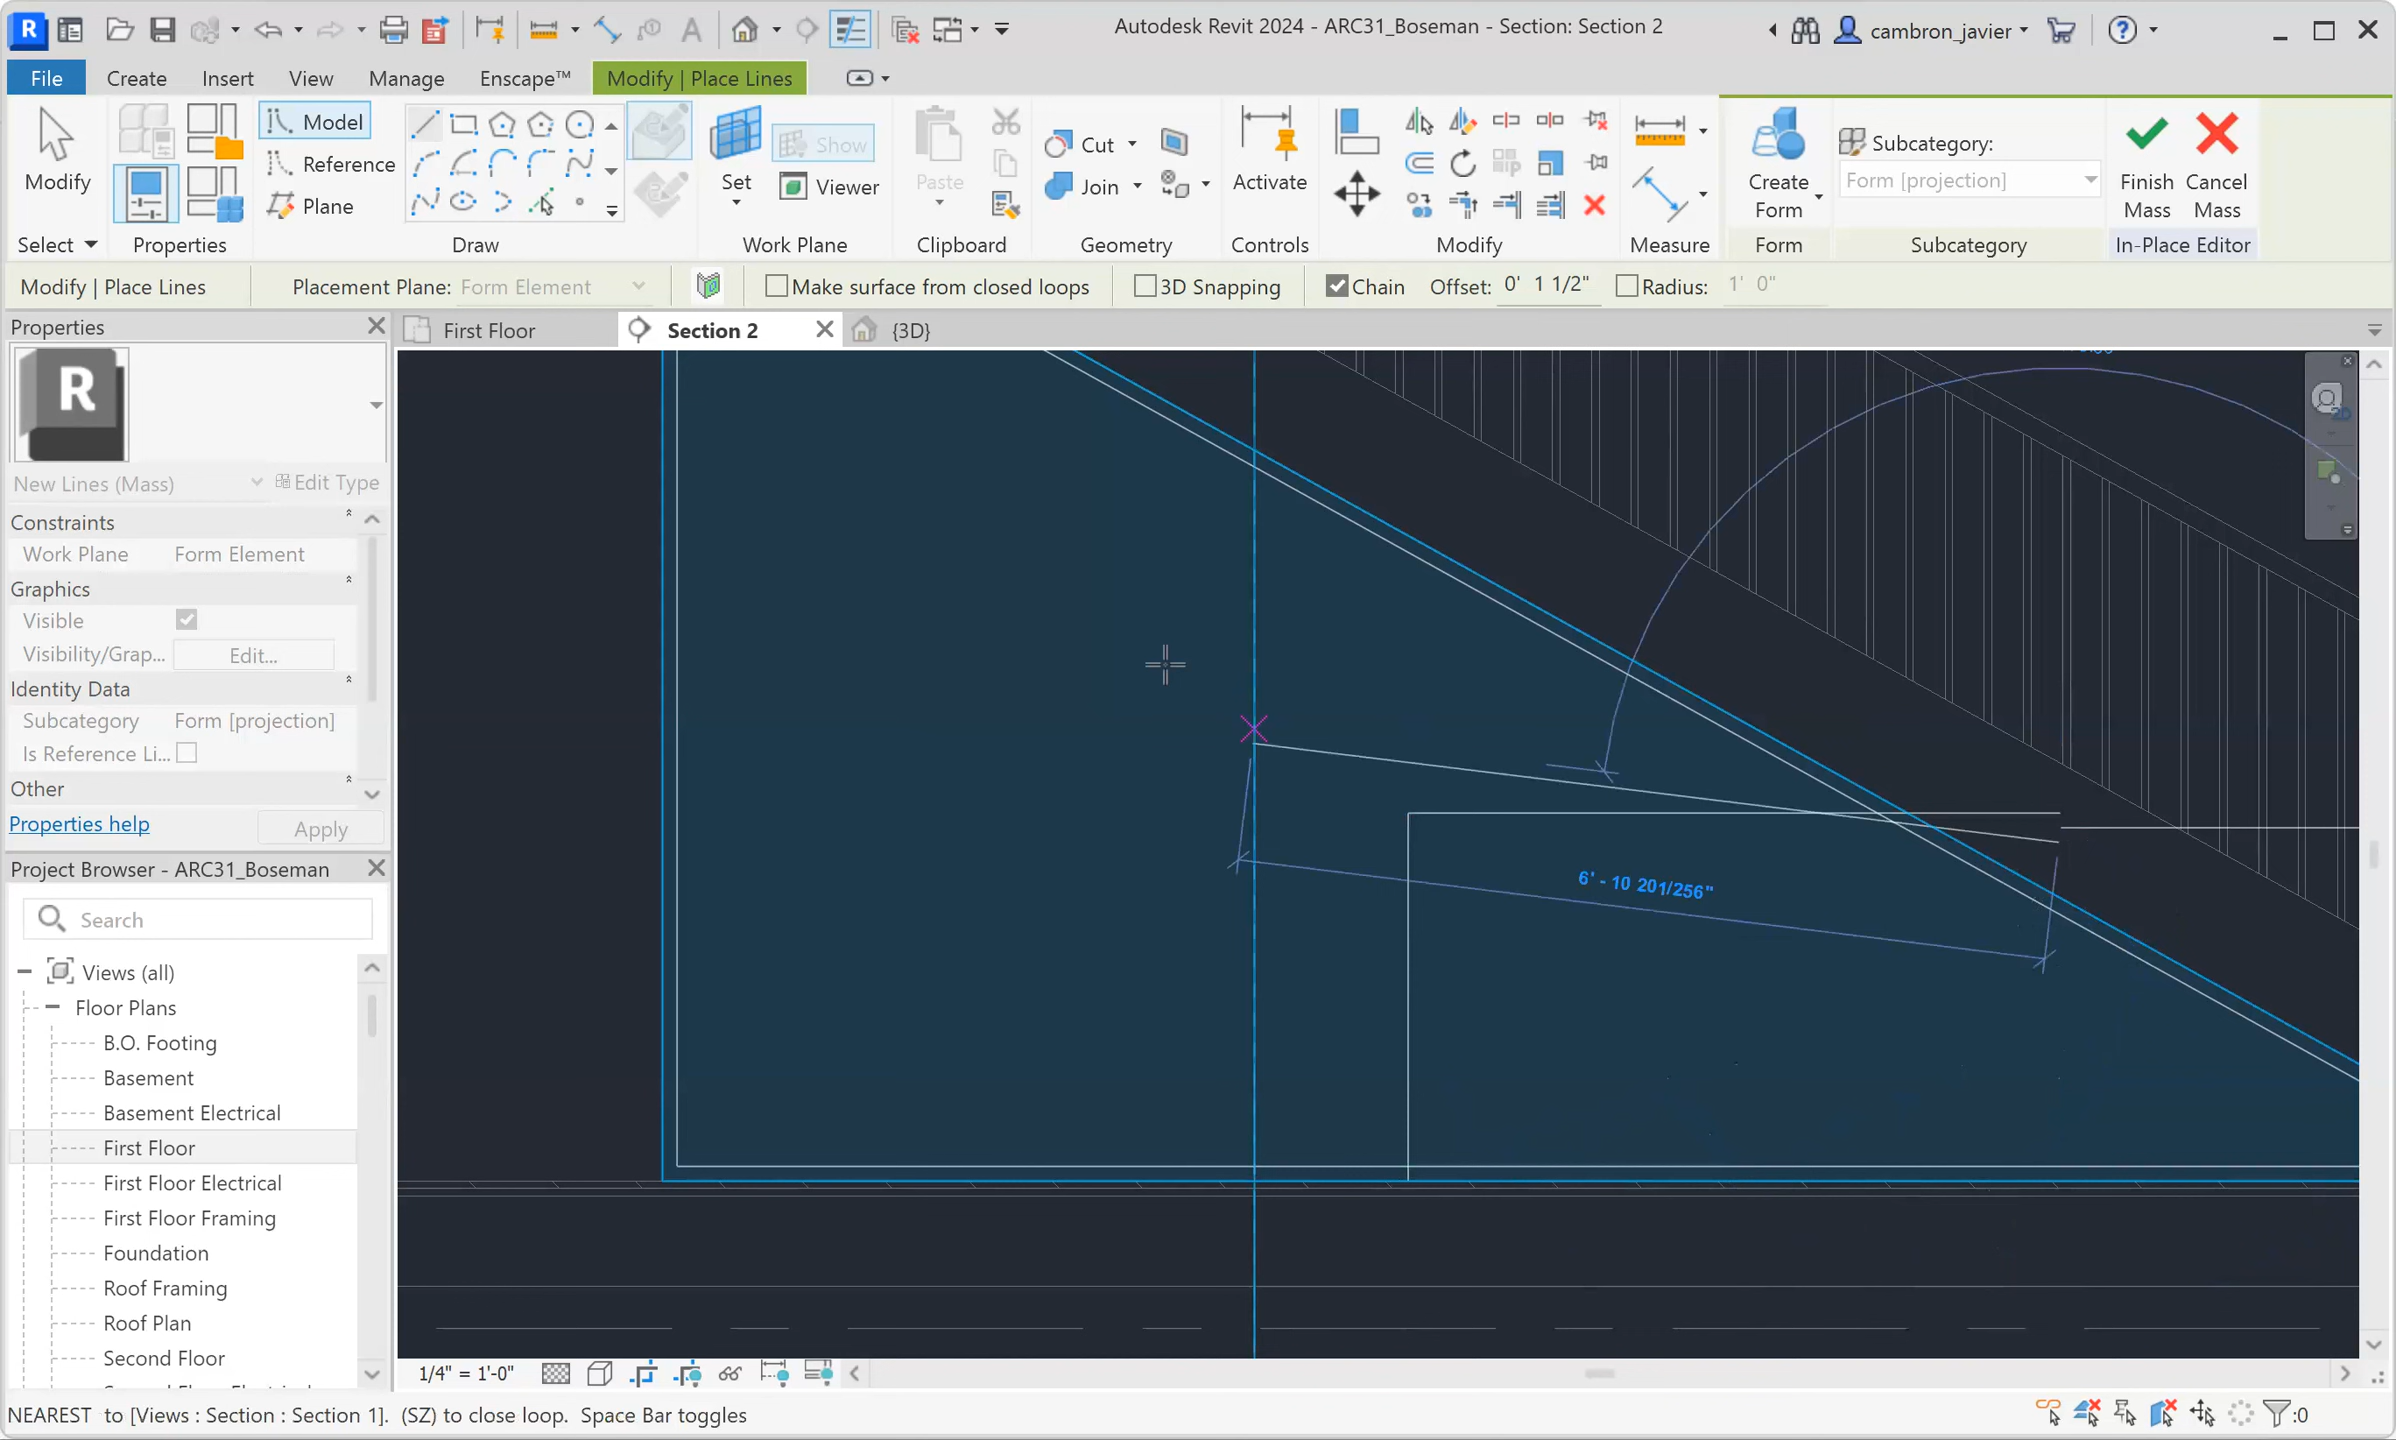 Autodesk Revit 2024 - ARC31_Boseman - Section: Section 2
cambron_javier
File Create Insert View Manage Enscape™ Modify | Place Lines
Modify
Model
Reference
Plane
Set
Show
Viewer
Paste
Cut
Join
Activate
Create Form
Subcategory:
Form [projection]
Finish Mass
Cancel Mass
Select Properties Draw Work Plane Clipboard Geometry Controls Modify Measure Form Subcategory In-Place Editor
Modify | Place Lines Placement Plane: Form Element Make surface from closed loops 3D Snapping Chain Offset: 0' 1 1/2" Radius: 1' 0"
Properties
First Floor Section 2 {3D}
R
New Lines (Mass) Edit Type
Constraints
Work Plane Form Element
Graphics
Visible
Visibility/Grap... Edit...
Identity Data
Subcategory Form [projection]
Is Reference Li...
Other
Properties help Apply
Project Browser - ARC31_Boseman
Search
Views (all)
Floor Plans
B.O. Footing
Basement
Basement Electrical
First Floor
First Floor Electrical
First Floor Framing
Foundation
Roof Framing
Roof Plan
Second Floor
6' - 10 201/256"
1/4" = 1'-0"
NEAREST to [Views : Section : Section 1]. (SZ) to close loop. Space Bar toggles
:0